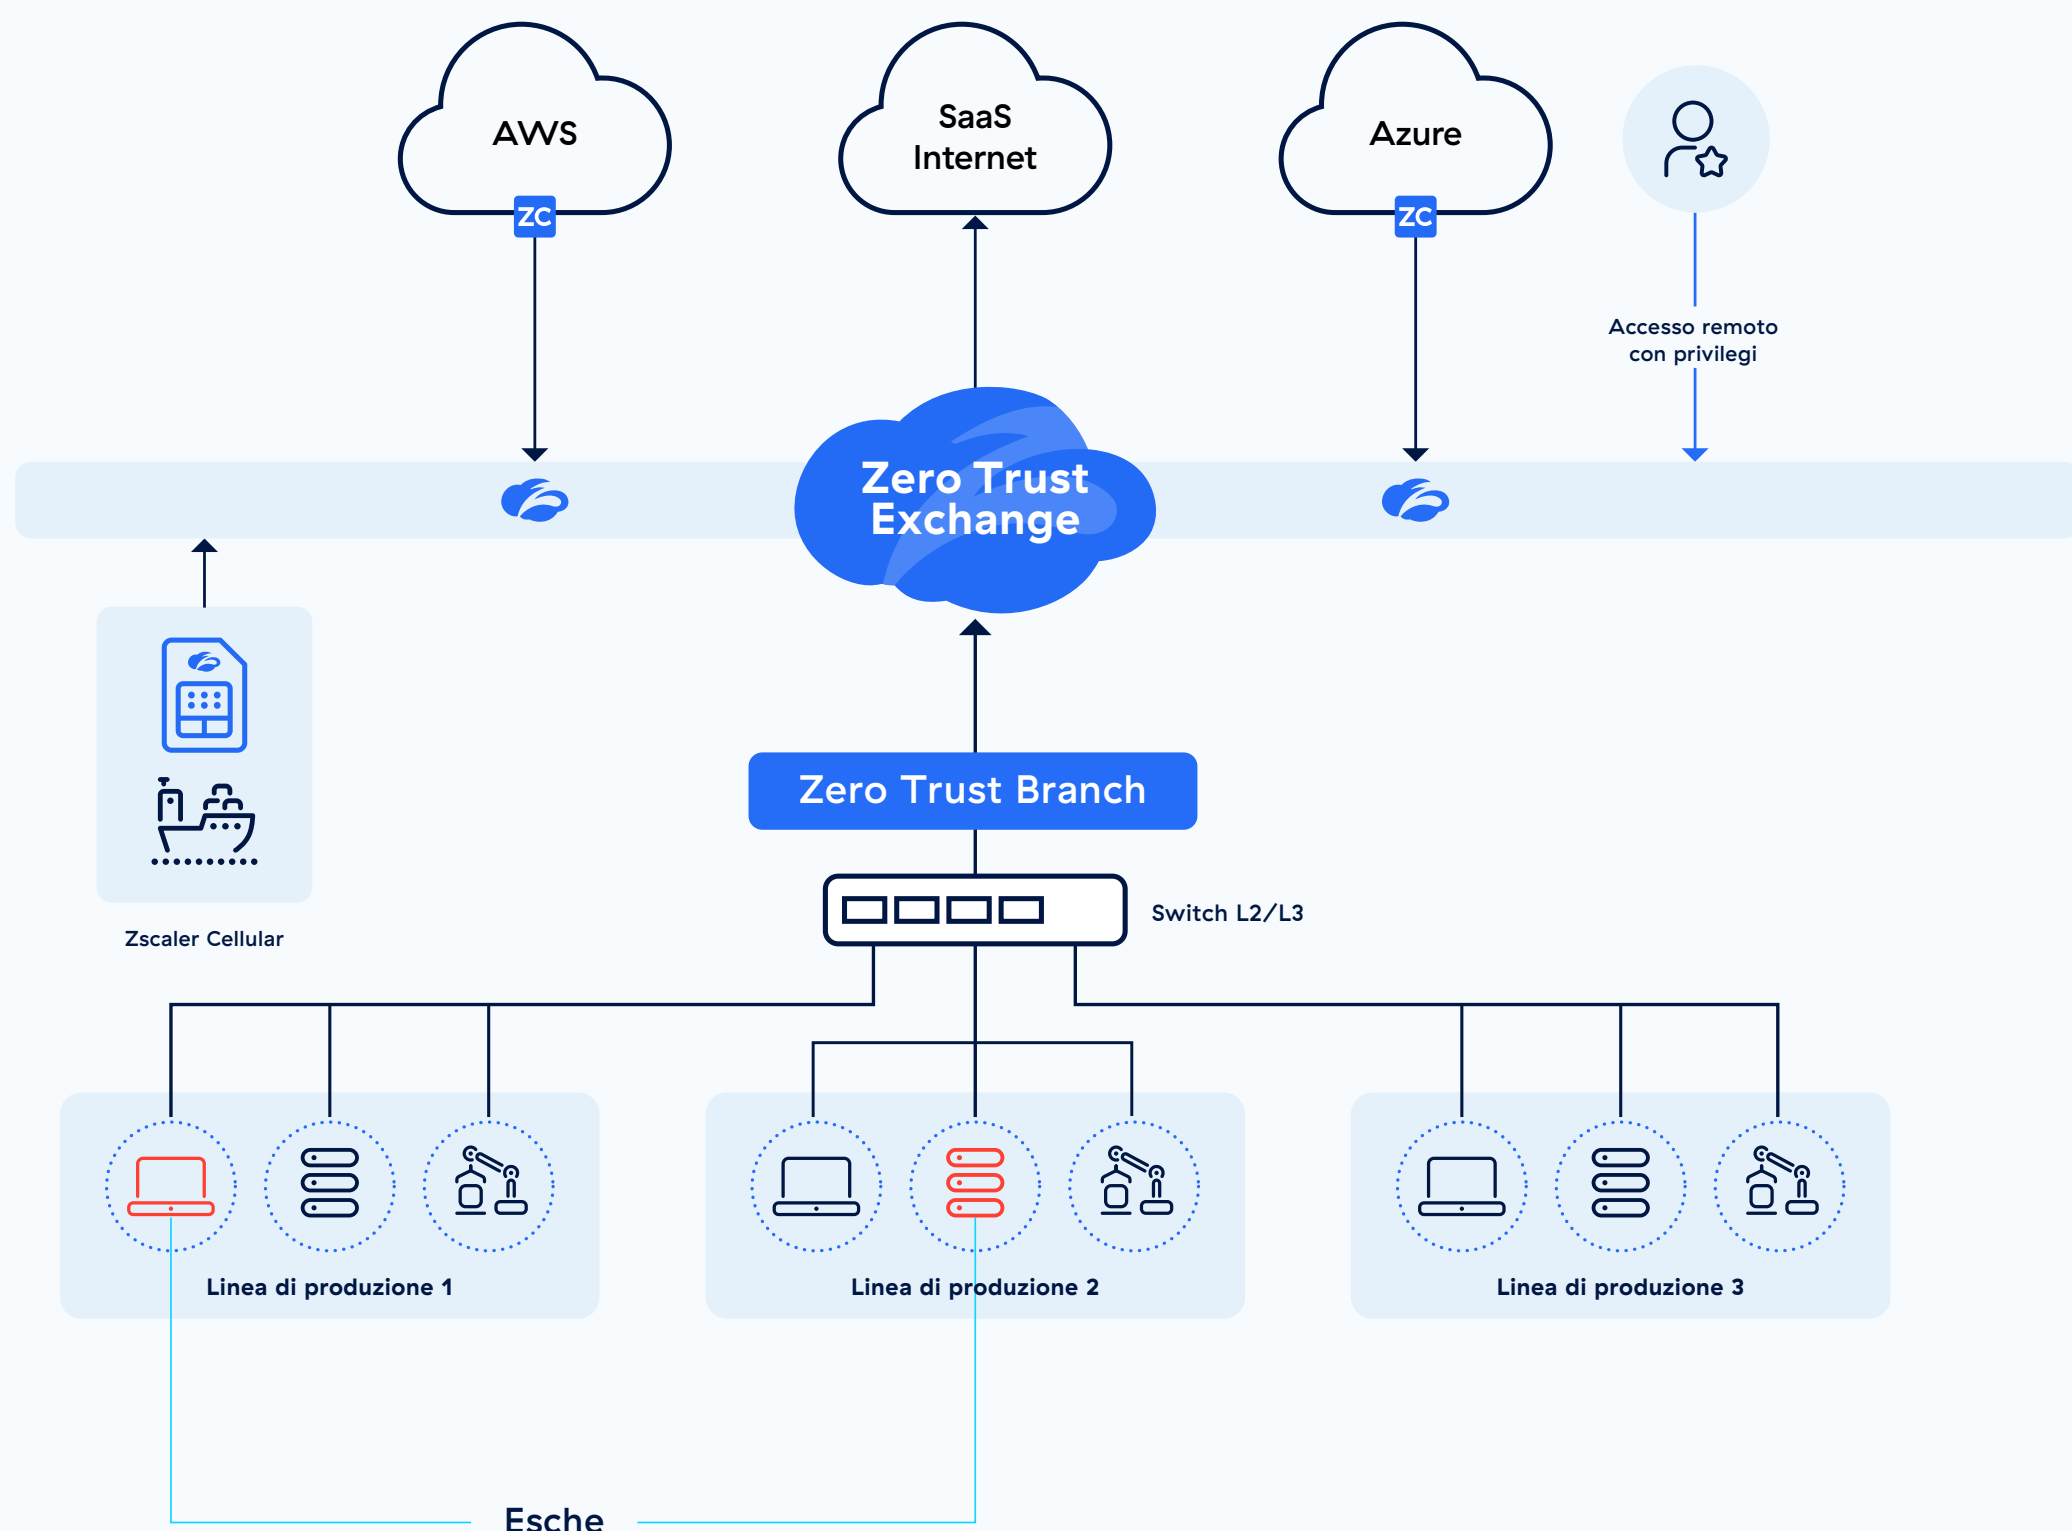 AWS
SaaS
Internet
Azure
ZC
ZC
Accesso remoto
con privilegi
Zero Trust
Exchange
Zero Trust Branch
Switch L2/L3
Zscaler Cellular
Linea di produzione 1
Linea di produzione 2
Linea di produzione 3
Esche